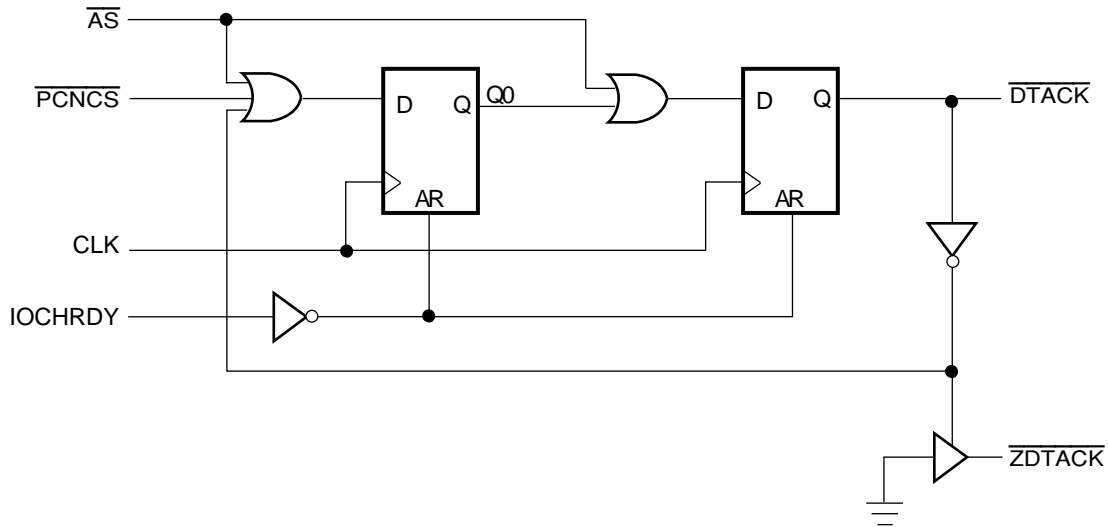 AS
PCNCS
D
Q
Q0
AR
D
Q
AR
DTACK
CLK
IOCHRDY
ZDTACK